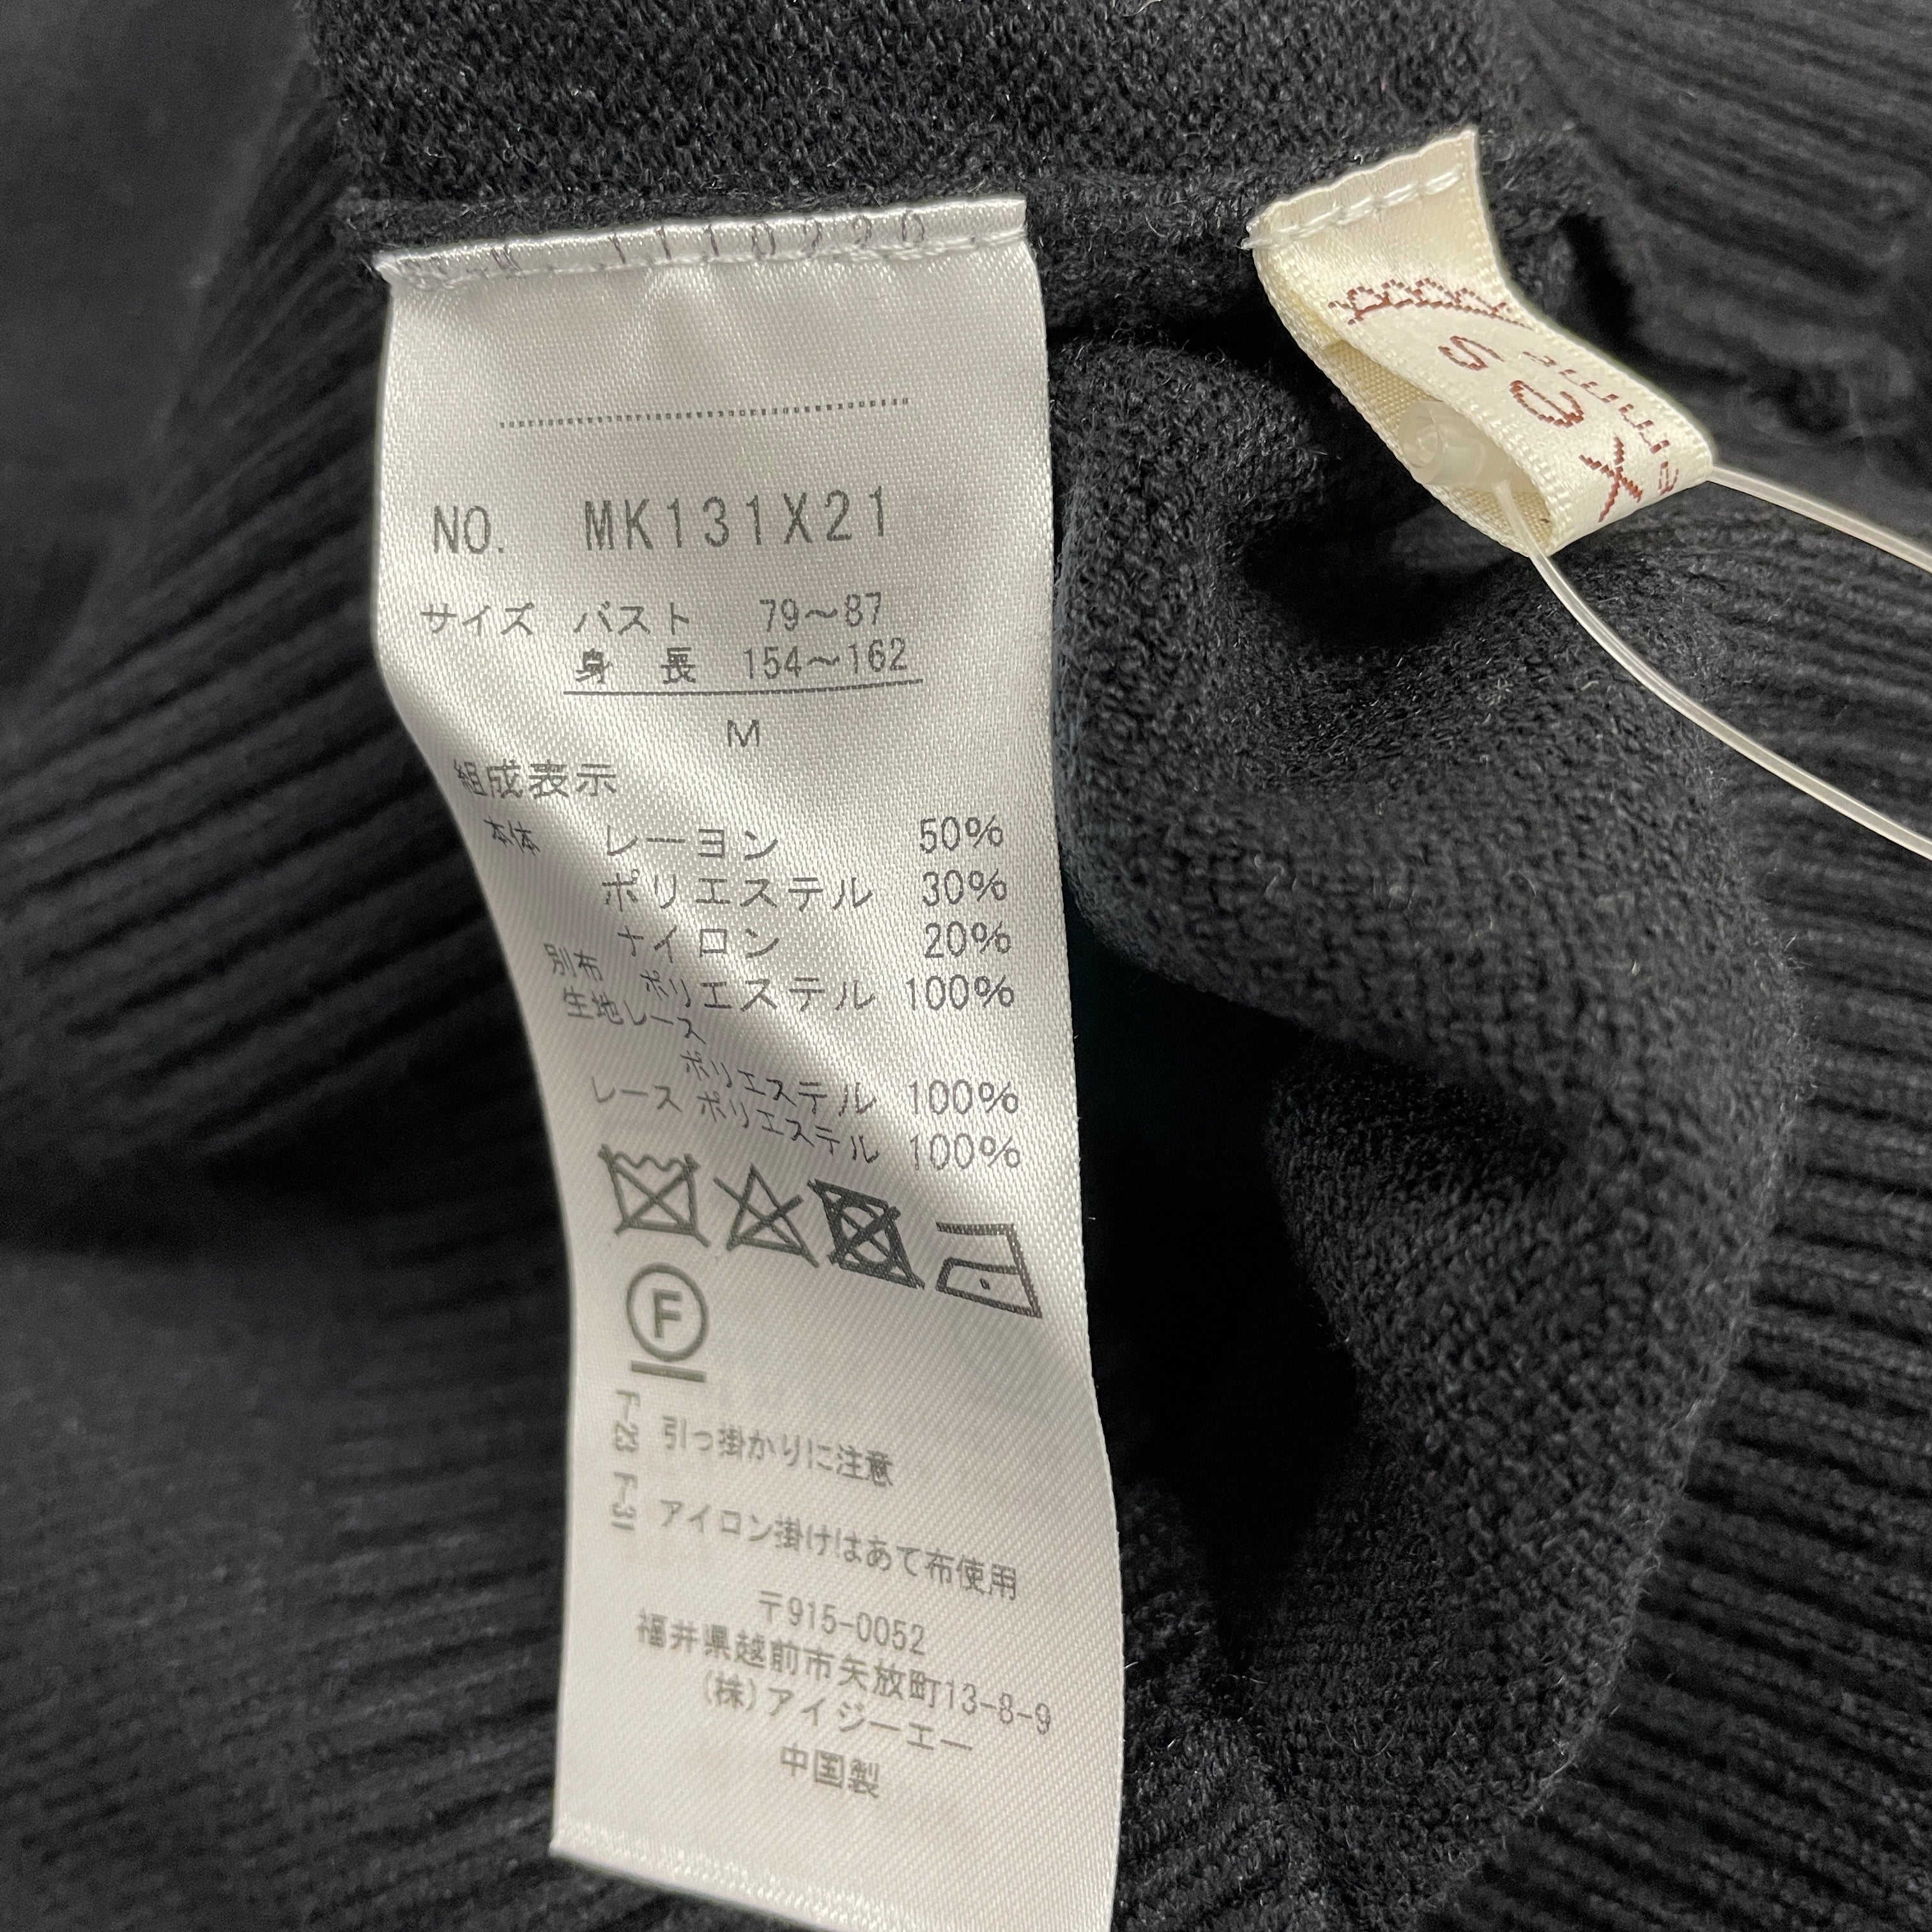 NO. MK131X21
サイズ バスト 79～87
身 長 154～162
M
組成表示
本体 レーヨン 50%
ポリエステル 30%
ナイロン 20%
別布 ポリエステル 100%
生地レース
ポリエステル 100%
レース ポリエステル 100%
F
F-23 引っ掛かりに注意
F-31 アイロン掛けはあて布使用
〒915-0052
福井県越前市矢放町13-8-9
(株)アイジーエー
中国製